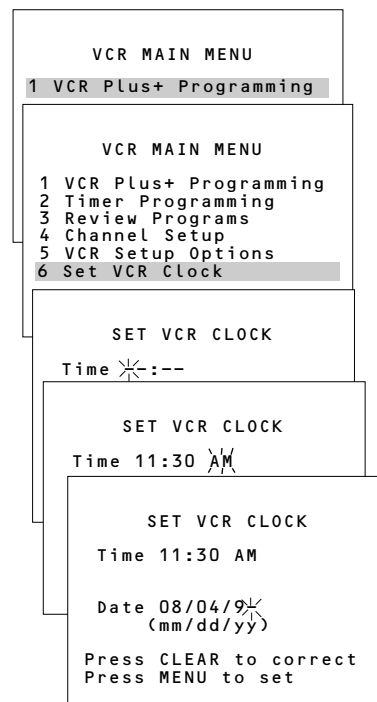 VCR MAIN MENU
1 VCR Plus+ Programming
VCR MAIN MENU
1 VCR Plus+ Programming
2 Timer Programming
3 Review Programs
4 Channel Setup
5 VCR Setup Options
6 Set VCR Clock
SET VCR CLOCK
Time --:--
SET VCR CLOCK
Time 11:30 AM
SET VCR CLOCK
Time 11:30 AM
Date 08/04/9-
(mm/dd/yy)
Press CLEAR to correct
Press MENU to set